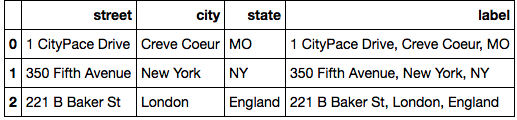 street city state label
0 1 CityPace Drive Creve Coeur MO 1 CityPace Drive, Creve Coeur, MO
1 350 Fifth Avenue New York NY 350 Fifth Avenue, New York, NY
2 221 B Baker St London England 221 B Baker St, London, England